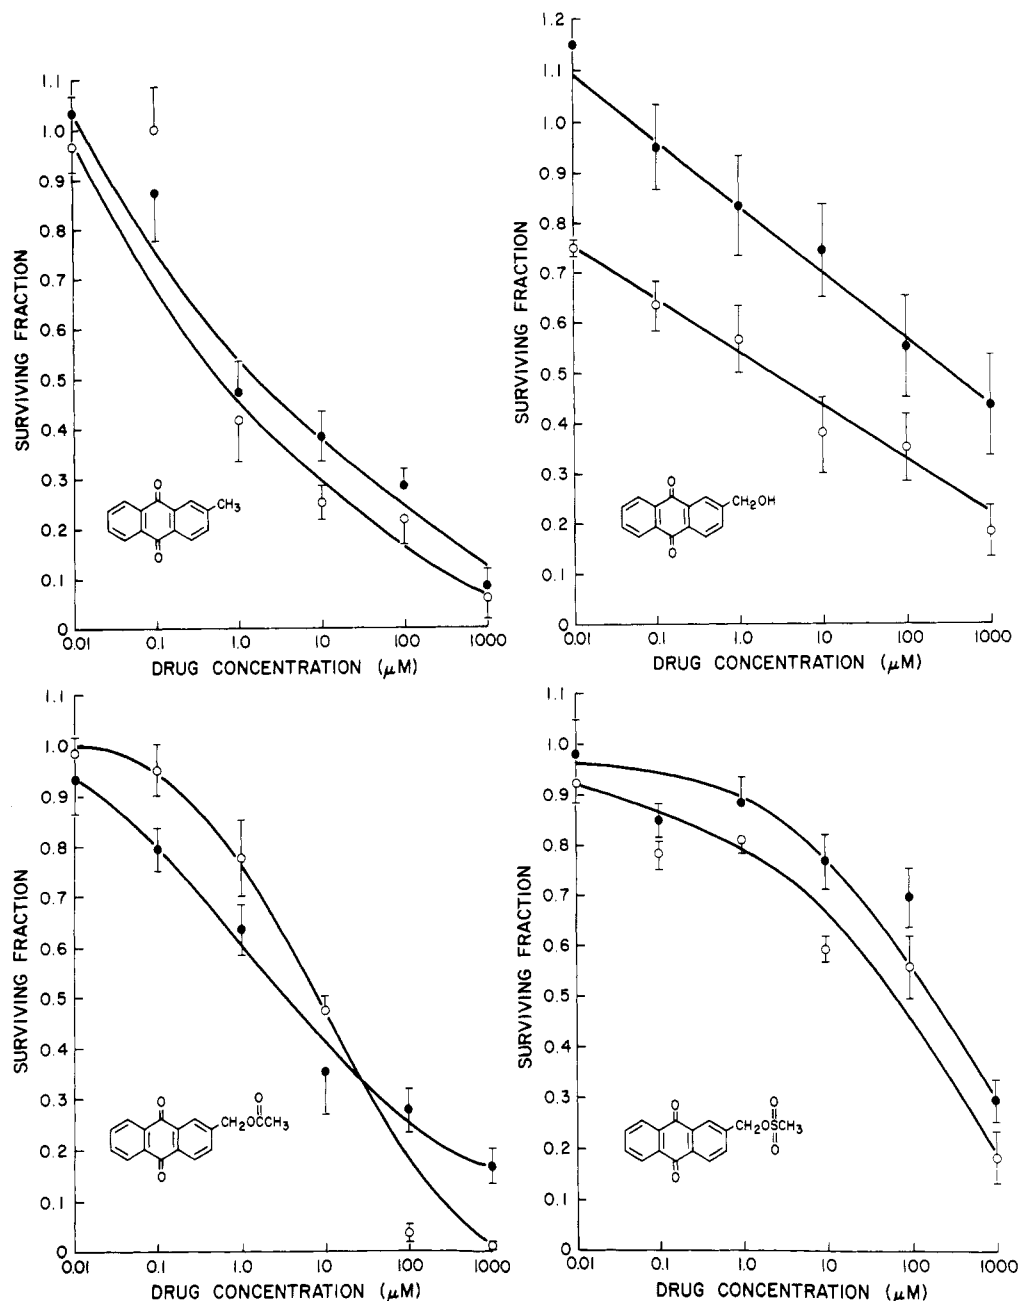 1.1
1.0
0.9
0.8
0.7
0.6
0.5
0.4
0.3
0.2
0.1
0
SURVIVING FRACTION
O
CH3
O
0.01 0.1 1.0 10 100 1000
DRUG CONCENTRATION (μM)
1.2
1.1
1.0
0.9
0.8
0.7
0.6
0.5
0.4
0.3
0.2
0.1
0
SURVIVING FRACTION
O
CH2OH
O
0.01 0.1 1.0 10 100 1000
DRUG CONCENTRATION (μM)
1.1
1.0
0.9
0.8
0.7
0.6
0.5
0.4
0.3
0.2
0.1
0
SURVIVING FRACTION
O
O
CH2OCCH3
O
0.01 0.1 1.0 10 100 1000
DRUG CONCENTRATION (μM)
1.1
1.0
0.9
0.8
0.7
0.6
0.5
0.4
0.3
0.2
0.1
0
SURVIVING FRACTION
O
O
CH2OSCH3
O
O
0.01 0.1 1.0 10 100 1000
DRUG CONCENTRATION (μM)